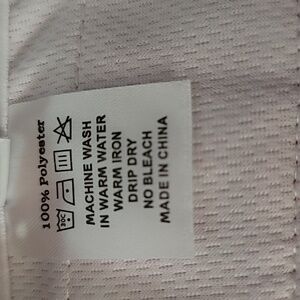 100% Polyester
MACHINE WASH
IN WARM WATER
WARM IRON
DRIP DRY
NO BLEACH
MADE IN CHINA